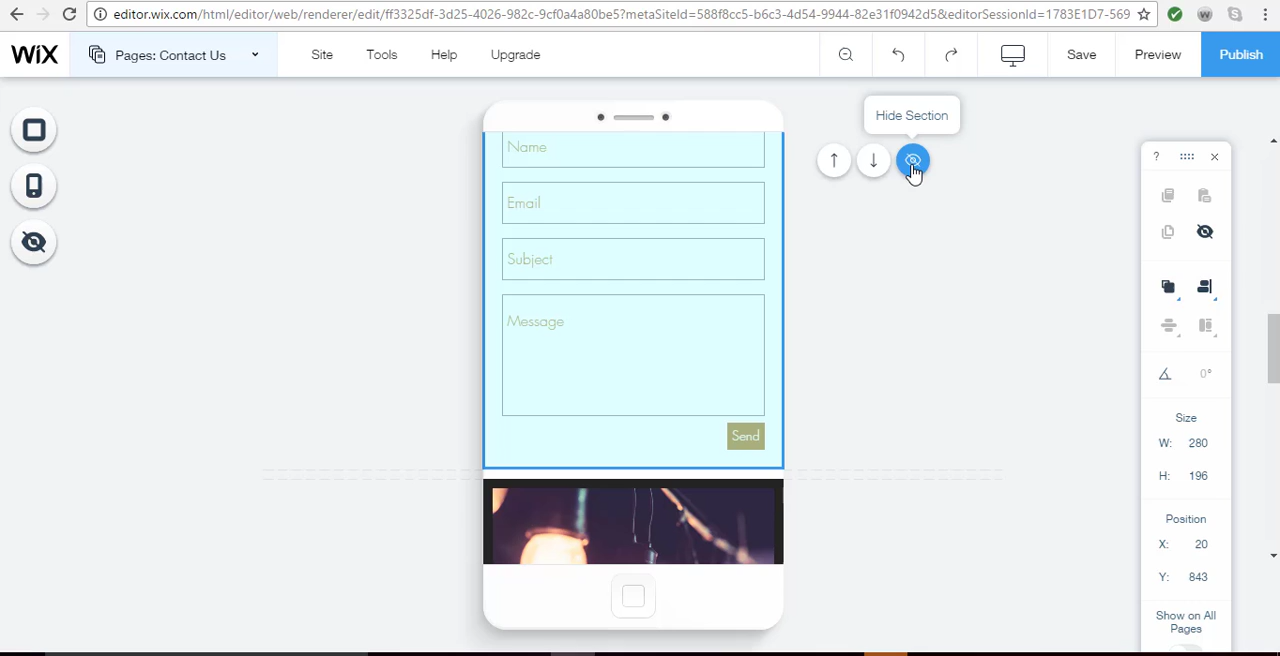 editor.wix.com/html/editor/web/renderer/edit/ff3325df-3d25-4026-982c-9cf0a4a80be5?metaSiteId=588f8cc5-b6c3-4d54-9944-82e31f0942d5&editorSessionId=1783E1D7-569
WiX
Pages: Contact Us
Site
Tools
Help
Upgrade
Save
Preview
Publish
Hide Section
Name
Email
Subject
Message
Send
?
0°
Size
W: 280
H: 196
Position
X: 20
Y: 843
Show on All
Pages